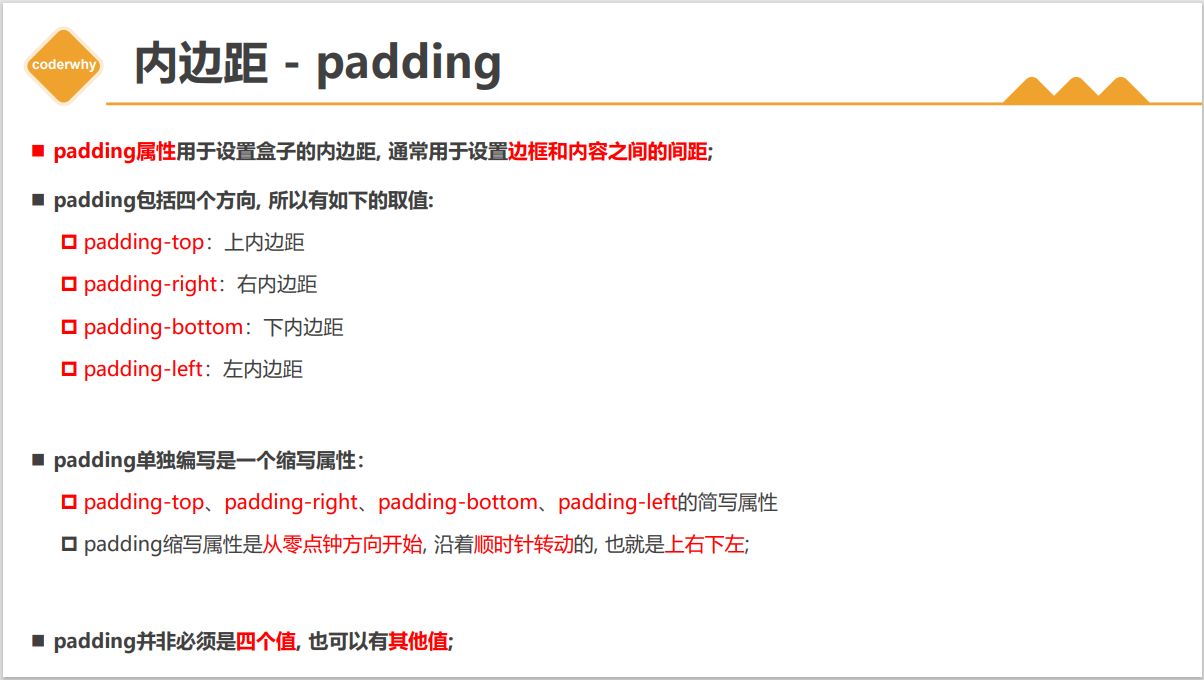 coderwhy
内边距 - padding
padding属性用于设置盒子的内边距, 通常用于设置边框和内容之间的间距;
padding包括四个方向, 所以有如下的取值:
padding-top：上内边距
padding-right：右内边距
padding-bottom：下内边距
padding-left：左内边距
padding单独编写是一个缩写属性：
padding-top、padding-right、padding-bottom、padding-left的简写属性
padding缩写属性是从零点钟方向开始, 沿着顺时针转动的, 也就是上右下左;
padding并非必须是四个值, 也可以有其他值;